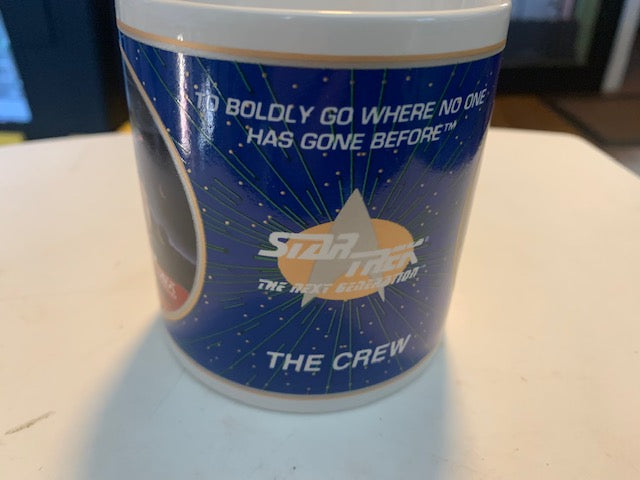 TO BOLDLY GO WHERE NO ONE
HAS GONE BEFORE™
STAR
TREK
THE NEXT GENERATION
THE CREW